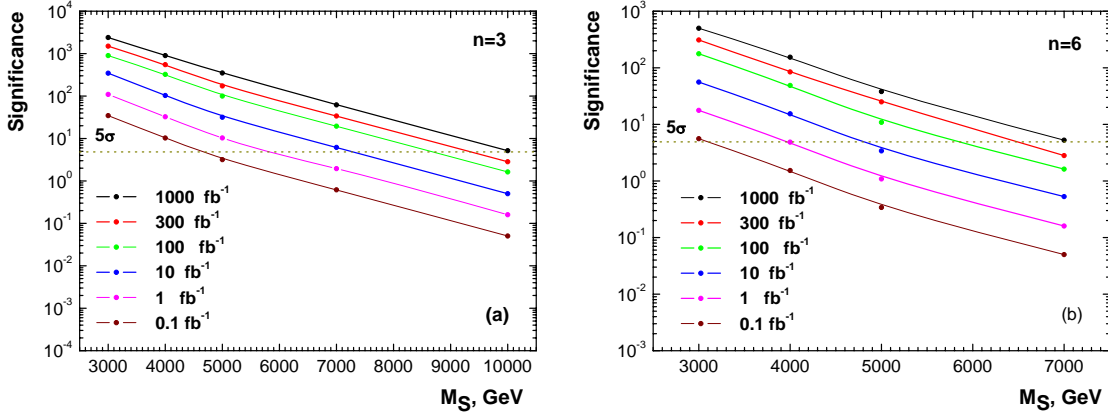 Significance
10^4
10^3
10^2
10^1
10^0
10^-1
10^-2
10^-3
10^-4
n=3
5σ
1000 fb^-1
300 fb^-1
100 fb^-1
10 fb^-1
1 fb^-1
0.1 fb^-1
(a)
3000 4000 5000 6000 7000 8000 9000 10000
M_S, GeV
Significance
10^3
10^2
10^1
10^0
10^-1
10^-2
10^-3
n=6
5σ
1000 fb^-1
300 fb^-1
100 fb^-1
10 fb^-1
1 fb^-1
0.1 fb^-1
(b)
3000 4000 5000 6000 7000
M_S, GeV